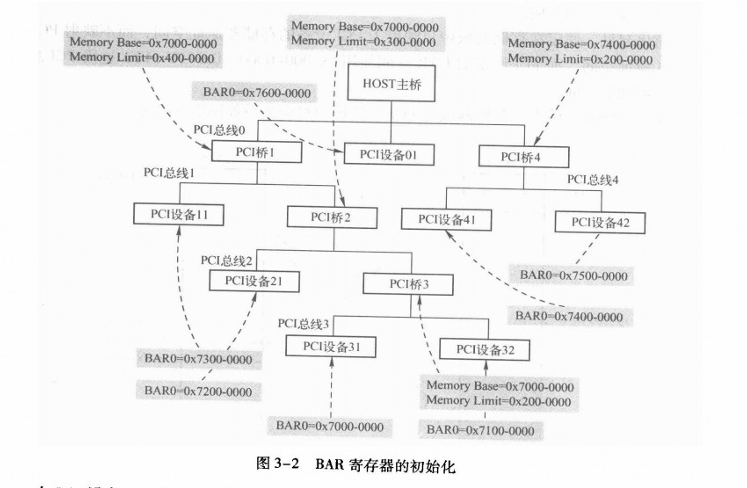 Memory Base=0x7000-0000
Memory Limit=0x300-0000
Memory Base=0x7000-0000
Memory Limit=0x400-0000
Memory Base=0x7400-0000
Memory Limit=0x200-0000
HOST主桥
BAR0=0x7600-0000
PCI总线0
PCI桥1
PCI设备01
PCI桥4
PCI总线1
PCI总线4
PCI设备11
PCI桥2
PCI设备41
PCI设备42
PCI总线2
PCI设备21
PCI桥3
BAR0=0x7500-0000
BAR0=0x7400-0000
PCI总线3
PCI设备31
PCI设备32
BAR0=0x7300-0000
BAR0=0x7200-0000
Memory Base=0x7000-0000
Memory Limit=0x200-0000
BAR0=0x7000-0000
BAR0=0x7100-0000
图 3-2 BAR 寄存器的初始化